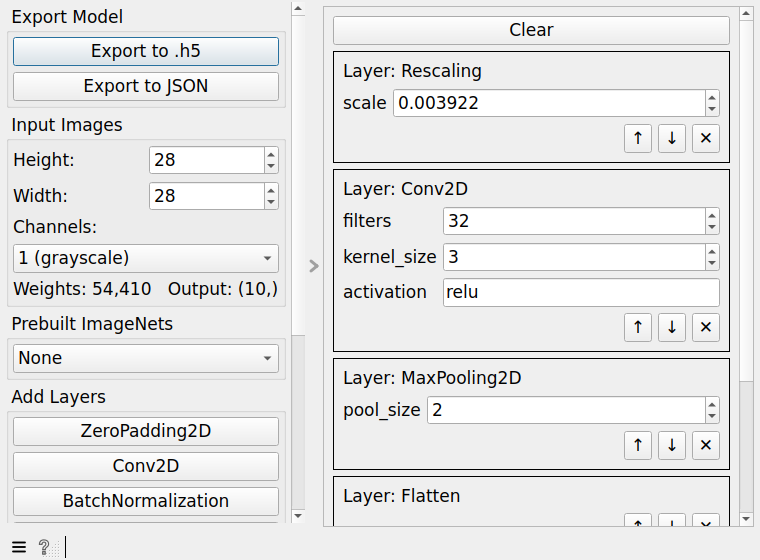 Export Model
Export to .h5
Export to JSON
Input Images
Height: 28
Width: 28
Channels:
1 (grayscale)
Weights: 54,410 Output: (10,)
Prebuilt ImageNets
None
Add Layers
ZeroPadding2D
Conv2D
BatchNormalization
Clear
Layer: Rescaling
scale 0.003922
Layer: Conv2D
filters 32
kernel_size 3
activation relu
Layer: MaxPooling2D
pool_size 2
Layer: Flatten